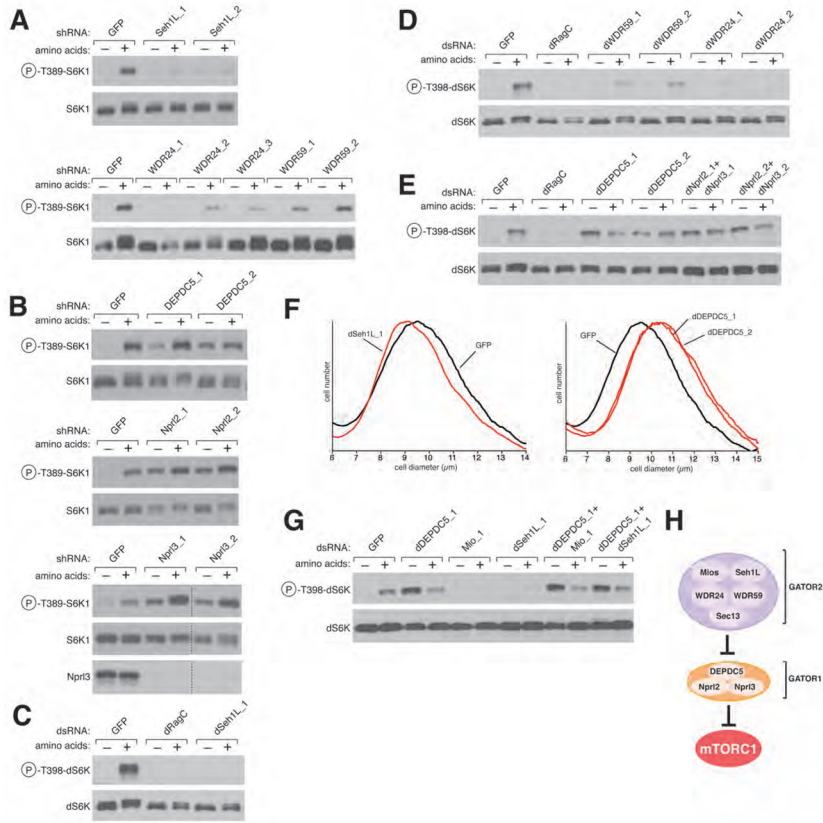 A
shRNA: GFP Seh1L_1 Seh1L_2
amino acids: – + – + – +
P-T389-S6K1
S6K1
shRNA: GFP WDR24_1 WDR24_2 WDR24_3 WDR59_1 WDR59_2
amino acids: – + – + – + – + – + – +
P-T389-S6K1
S6K1
B
shRNA: GFP DEPDC5_1 DEPDC5_2
amino acids: – + – + – +
P-T389-S6K1
S6K1
shRNA: GFP Nprl2_1 Nprl2_2
amino acids: – + – + – +
P-T389-S6K1
S6K1
shRNA: GFP Nprl3_1 Nprl3_2
amino acids: – + – + – +
P-T389-S6K1
S6K1
Nprl3
C
dsRNA: GFP dRagC dSeh1L_1
amino acids: – + – + – +
P-T398-dS6K
dS6K
D
dsRNA: GFP dRagC dWDR59_1 dWDR59_2 dWDR24_1 dWDR24_2
amino acids: – + – + – + – + – + – +
P-T398-dS6K
dS6K
E
dsRNA: GFP dRagC dDEPDC5_1 dDEPDC5_2 dNprl2_1+ dNprl3_1 dNprl2_2+ dNprl3_2
amino acids: – + – + – + – + – + – +
P-T398-dS6K
dS6K
F
dSeh1L_1
GFP
cell number
6 7 8 9 10 11 12 13 14
cell diameter (μm)
dDEPDC5_1
dDEPDC5_2
GFP
cell number
6 7 8 9 10 11 12 13 14 15
cell diameter (μm)
G
dsRNA: GFP dDEPDC5_1 Mio_1 dSeh1L_1 dDEPDC5_1+ Mio_1 dDEPDC5_1+ dSeh1L_1
amino acids: – + – + – + – + – + – +
P-T398-dS6K
dS6K
H
Mios Seh1L
WDR24 WDR59
Sec13
GATOR2
DEPDC5
Nprl2 Nprl3
GATOR1
mTORC1